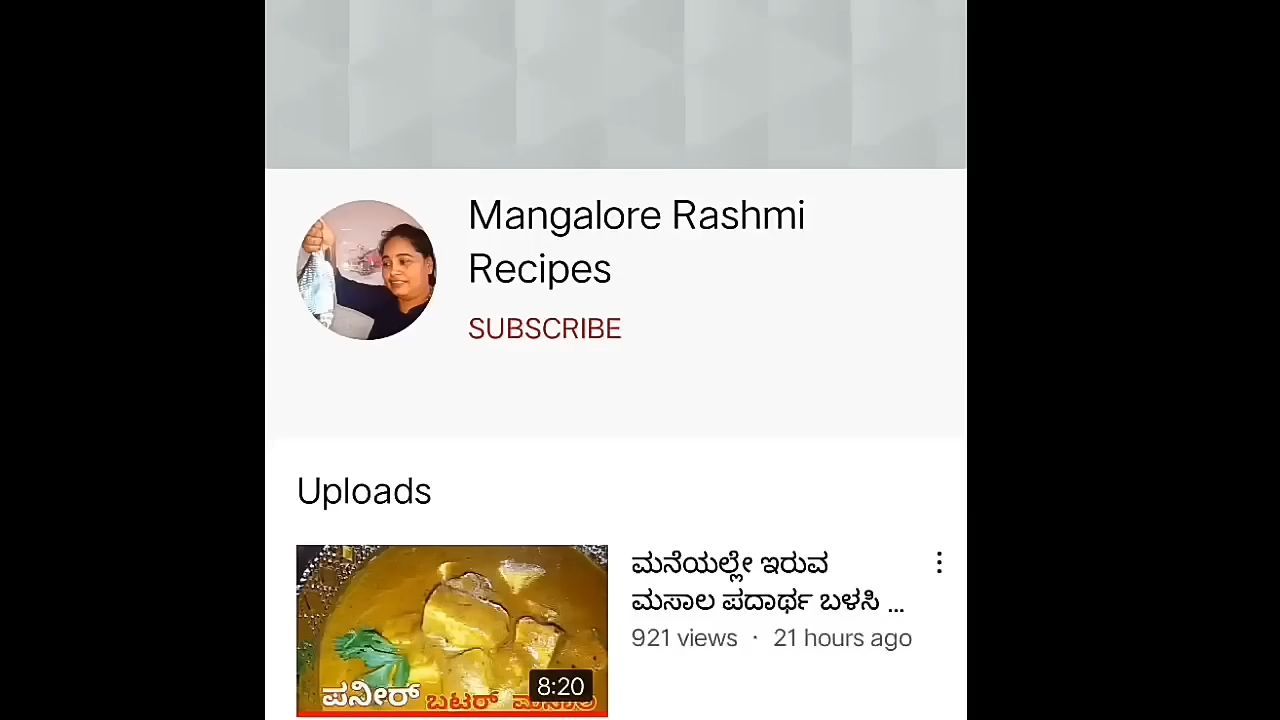 Mangalore Rashmi
Recipes
SUBSCRIBE
Uploads
ಮನೆಯಲ್ಲೇ ಇರುವ
ಮಸಾಲ ಪದಾರ್ಥ ಬಳಸಿ ...
921 views · 21 hours ago
8:20
ಪನೀರ್ ಬಟರ್ ಮಸಾಲ